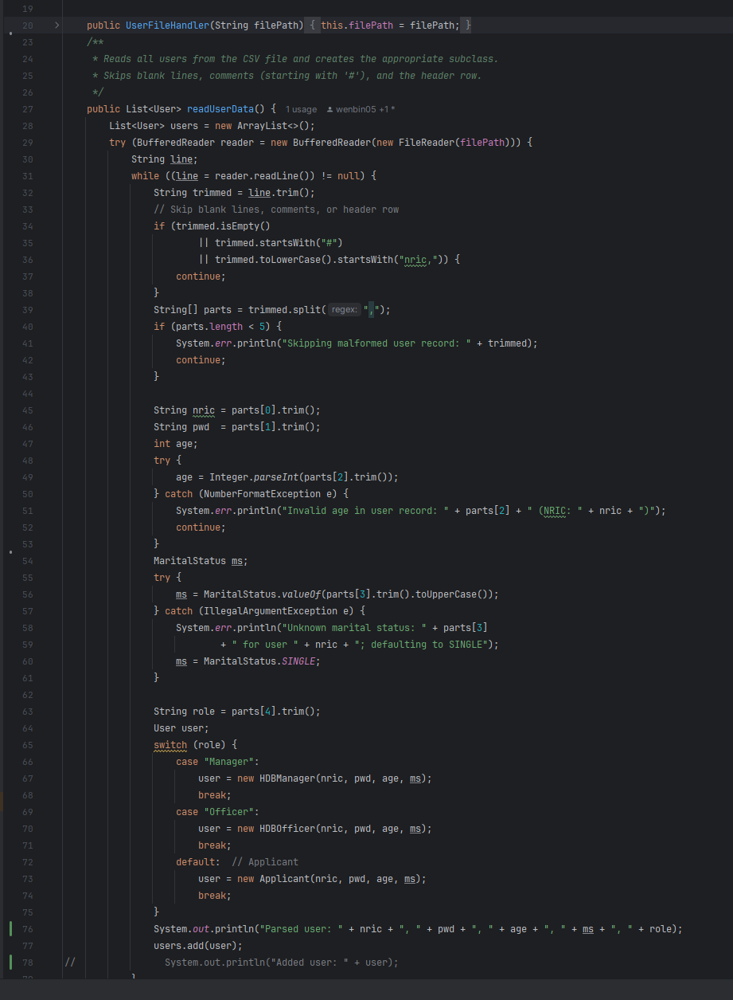 19
20 public UserFileHandler(String filePath) { this.filePath = filePath; }
23 /**
24 * Reads all users from the CSV file and creates the appropriate subclass.
25 * Skips blank lines, comments (starting with '#'), and the header row.
26 */
27 public List<User> readUserData() { 1 usage wenbin05 +1 *
28 List<User> users = new ArrayList<>();
29 try (BufferedReader reader = new BufferedReader(new FileReader(filePath))) {
30 String line;
31 while ((line = reader.readLine()) != null) {
32 String trimmed = line.trim();
33 // Skip blank lines, comments, or header row
34 if (trimmed.isEmpty()
35 || trimmed.startsWith("#")
36 || trimmed.toLowerCase().startsWith("nric,")) {
37 continue;
38 }
39 String[] parts = trimmed.split( regex: ",");
40 if (parts.length < 5) {
41 System.err.println("Skipping malformed user record: " + trimmed);
42 continue;
43 }
44
45 String nric = parts[0].trim();
46 String pwd  = parts[1].trim();
47 int age;
48 try {
49 age = Integer.parseInt(parts[2].trim());
50 } catch (NumberFormatException e) {
51 System.err.println("Invalid age in user record: " + parts[2] + " (NRIC: " + nric + ")");
52 continue;
53 }
54 MaritalStatus ms;
55 try {
56 ms = MaritalStatus.valueOf(parts[3].trim().toUpperCase());
57 } catch (IllegalArgumentException e) {
58 System.err.println("Unknown marital status: " + parts[3]
59 + " for user " + nric + "; defaulting to SINGLE");
60 ms = MaritalStatus.SINGLE;
61 }
62
63 String role = parts[4].trim();
64 User user;
65 switch (role) {
66 case "Manager":
67 user = new HDBManager(nric, pwd, age, ms);
68 break;
69 case "Officer":
70 user = new HDBOfficer(nric, pwd, age, ms);
71 break;
72 default:  // Applicant
73 user = new Applicant(nric, pwd, age, ms);
74 break;
75 }
76 System.out.println("Parsed user: " + nric + ", " + pwd + ", " + age + ", " + ms + ", " + role);
77 users.add(user);
78 // System.out.println("Added user: " + user);
79 }